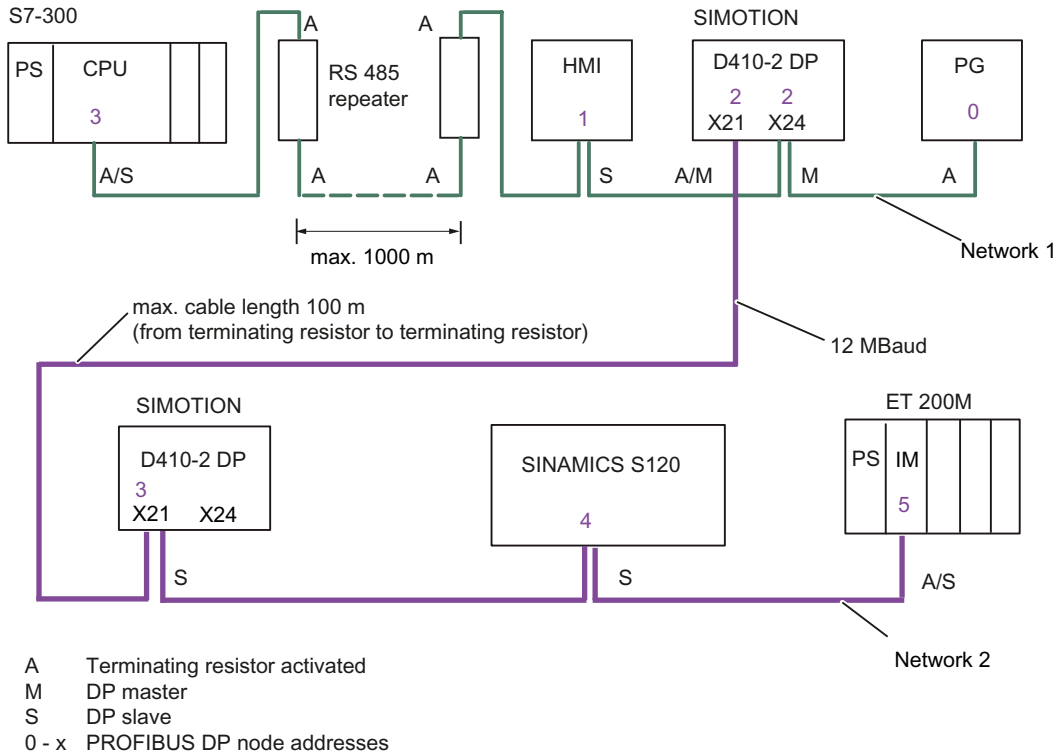 S7-300
PS
CPU
3
A/S
A
RS 485
repeater
A
A
A
max. 1000 m
HMI
1
S
SIMOTION
D410-2 DP
2
2
X21
X24
A/M
M
PG
0
A
Network 1
max. cable length 100 m
(from terminating resistor to terminating resistor)
12 MBaud
SIMOTION
D410-2 DP
3
X21
X24
S
SINAMICS S120
4
S
ET 200M
PS
IM
5
A/S
Network 2
A Terminating resistor activated
M DP master
S DP slave
0 - x PROFIBUS DP node addresses